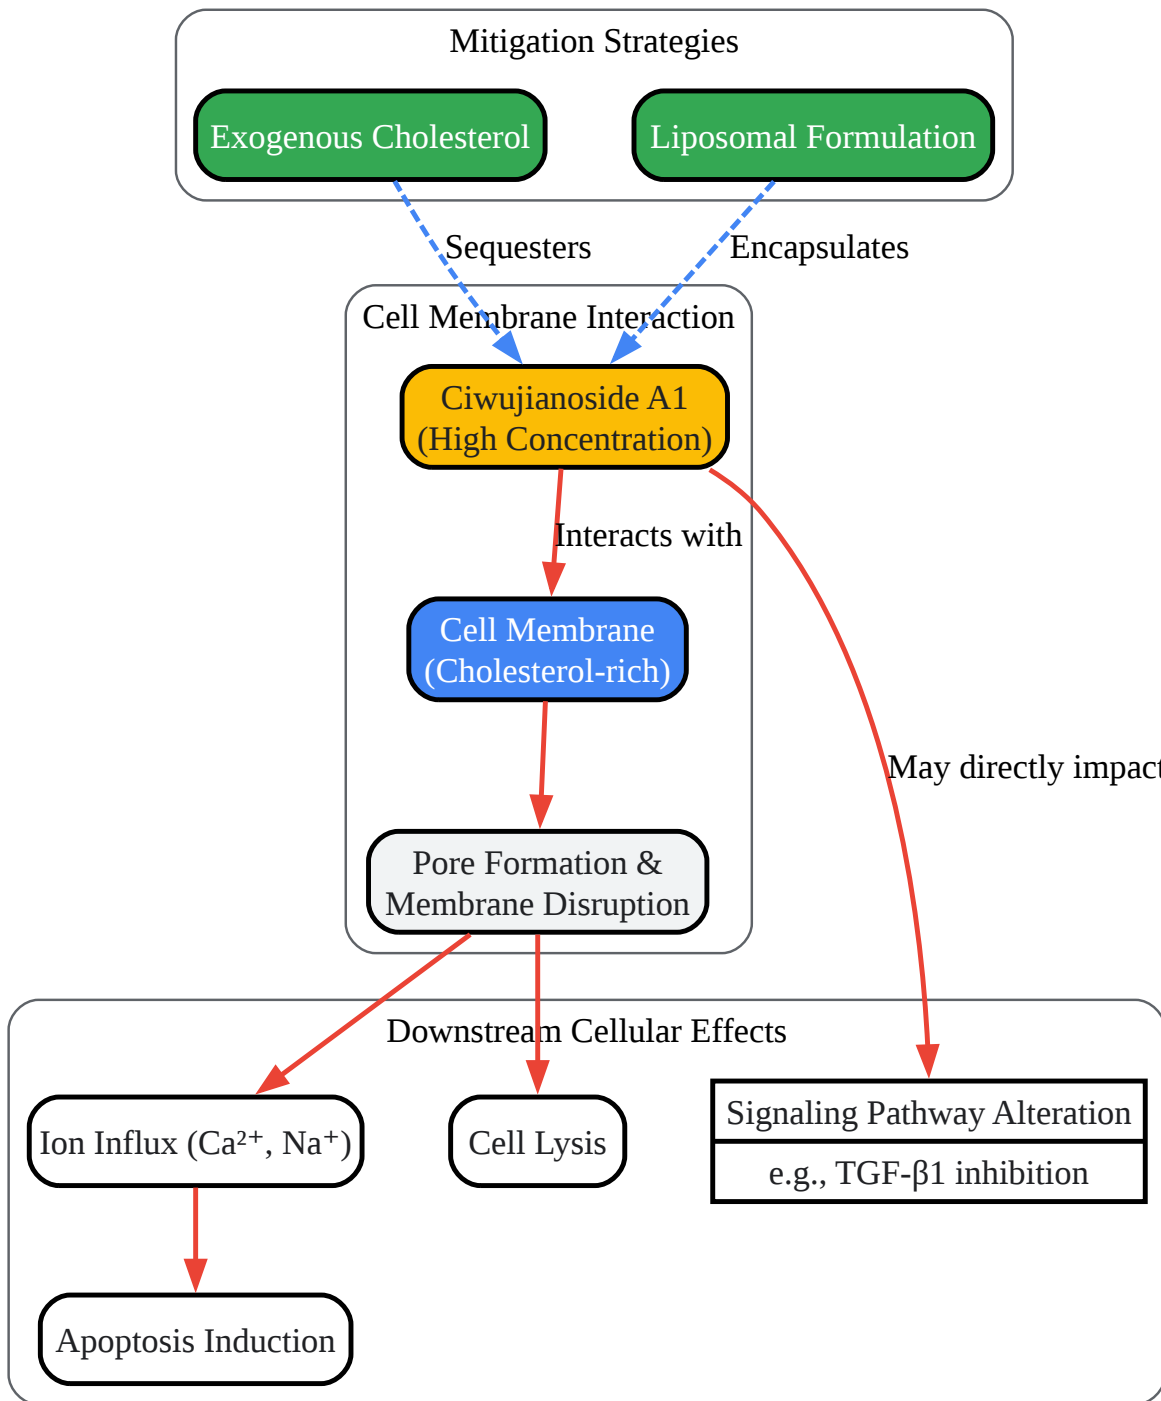 Mitigation Strategies
Exogenous Cholesterol
Liposomal Formulation
Sequesters
Encapsulates
Cell Membrane Interaction
Ciwujianoside A1
(High Concentration)
Interacts with
Cell Membrane
(Cholesterol-rich)
May directly impact
Pore Formation &
Membrane Disruption
Downstream Cellular Effects
Ion Influx (Ca²⁺, Na⁺)
Cell Lysis
Signaling Pathway Alteration
e.g., TGF-β1 inhibition
Apoptosis Induction